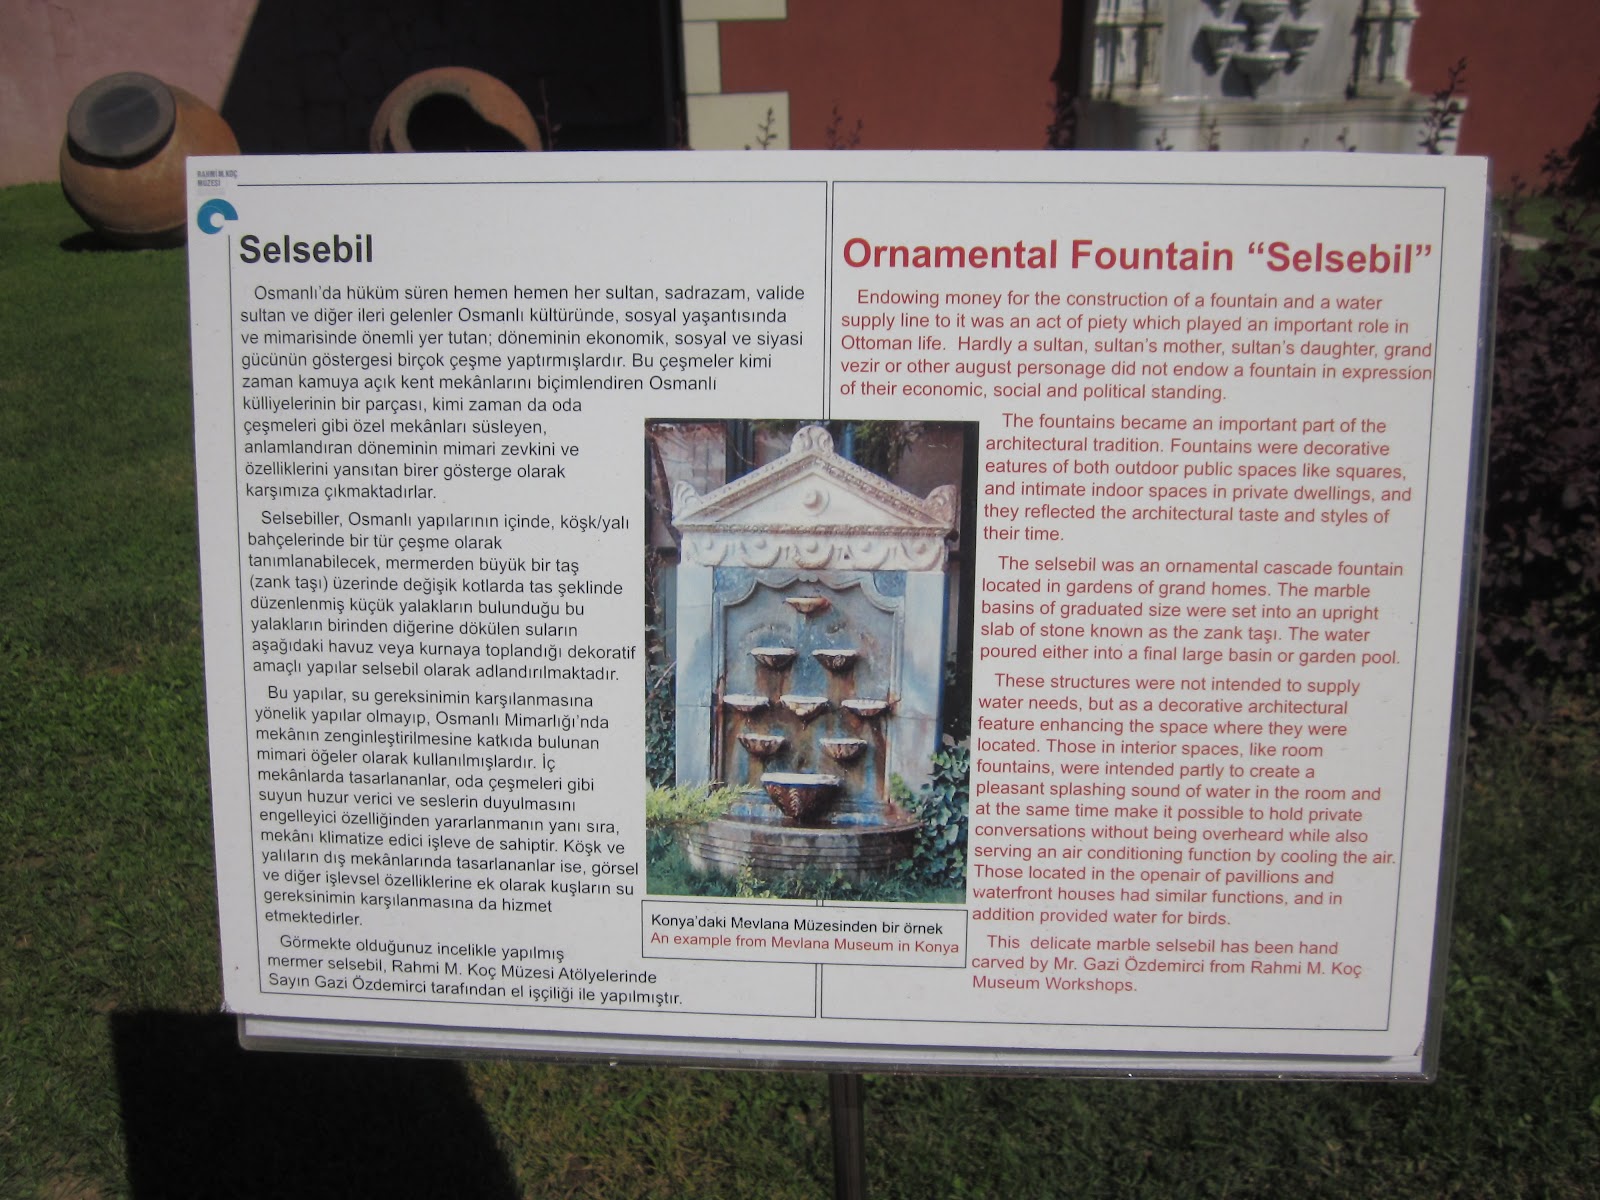 RAHMİ M. KOÇ
MÜZESİ
Selsebil
Osmanlı'da hüküm süren hemen hemen her sultan, sadrazam, valide
sultan ve diğer ileri gelenler Osmanlı kültüründe, sosyal yaşantısında
ve mimarisinde önemli yer tutan; döneminin ekonomik, sosyal ve siyasi
gücünün göstergesi birçok çeşme yaptırmışlardır. Bu çeşmeler kimi
zaman kamuya açık kent mekânlarını biçimlendiren Osmanlı
külliyelerinin bir parçası, kimi zaman da oda
çeşmeleri gibi özel mekânları süsleyen,
anlamlandıran döneminin mimari zevkini ve
özelliklerini yansıtan birer gösterge olarak
karşımıza çıkmaktadırlar.
Selsebiller, Osmanlı yapılarının içinde, köşk/yalı
bahçelerinde bir tür çeşme olarak
tanımlanabilecek, mermerden büyük bir taş
(zank taşı) üzerinde değişik kotlarda tas şeklinde
düzenlenmiş küçük yalakların bulunduğu bu
yalakların birinden diğerine dökülen suların
aşağıdaki havuz veya kurnaya toplandığı dekoratif
amaçlı yapılar selsebil olarak adlandırılmaktadır.
Bu yapılar, su gereksinimin karşılanmasına
yönelik yapılar olmayıp, Osmanlı Mimarlığı'nda
mekânın zenginleştirilmesine katkıda bulunan
mimari öğeler olarak kullanılmışlardır. İç
mekânlarda tasarlananlar, oda çeşmeleri gibi
suyun huzur verici ve seslerin duyulmasını
engelleyici özelliğinden yararlanmanın yanı sıra,
mekânı klimatize edici işleve de sahiptir. Köşk ve
yalıların dış mekânlarında tasarlananlar ise, görsel
ve diğer işlevsel özelliklerine ek olarak kuşların su
gereksinimin karşılanmasına da hizmet
etmektedirler.
Görmekte olduğunuz incelikle yapılmış
mermer selsebil, Rahmi M. Koç Müzesi Atölyelerinde
Sayın Gazi Özdemirci tarafından el işçiliği ile yapılmıştır.
Konya'daki Mevlana Müzesinden bir örnek
An example from Mevlana Museum in Konya
Ornamental Fountain “Selsebil”
Endowing money for the construction of a fountain and a water
supply line to it was an act of piety which played an important role in
Ottoman life. Hardly a sultan, sultan's mother, sultan's daughter, grand
vezir or other august personage did not endow a fountain in expression
of their economic, social and political standing.
The fountains became an important part of the
architectural tradition. Fountains were decorative
eatures of both outdoor public spaces like squares,
and intimate indoor spaces in private dwellings, and
they reflected the architectural taste and styles of
their time.
The selsebil was an ornamental cascade fountain
located in gardens of grand homes. The marble
basins of graduated size were set into an upright
slab of stone known as the zank taşı. The water
poured either into a final large basin or garden pool.
These structures were not intended to supply
water needs, but as a decorative architectural
feature enhancing the space where they were
located. Those in interior spaces, like room
fountains, were intended partly to create a
pleasant splashing sound of water in the room and
at the same time make it possible to hold private
conversations without being overheard while also
serving an air conditioning function by cooling the air.
Those located in the openair of pavillions and
waterfront houses had similar functions, and in
addition provided water for birds.
This delicate marble selsebil has been hand
carved by Mr. Gazi Özdemirci from Rahmi M. Koç
Museum Workshops.